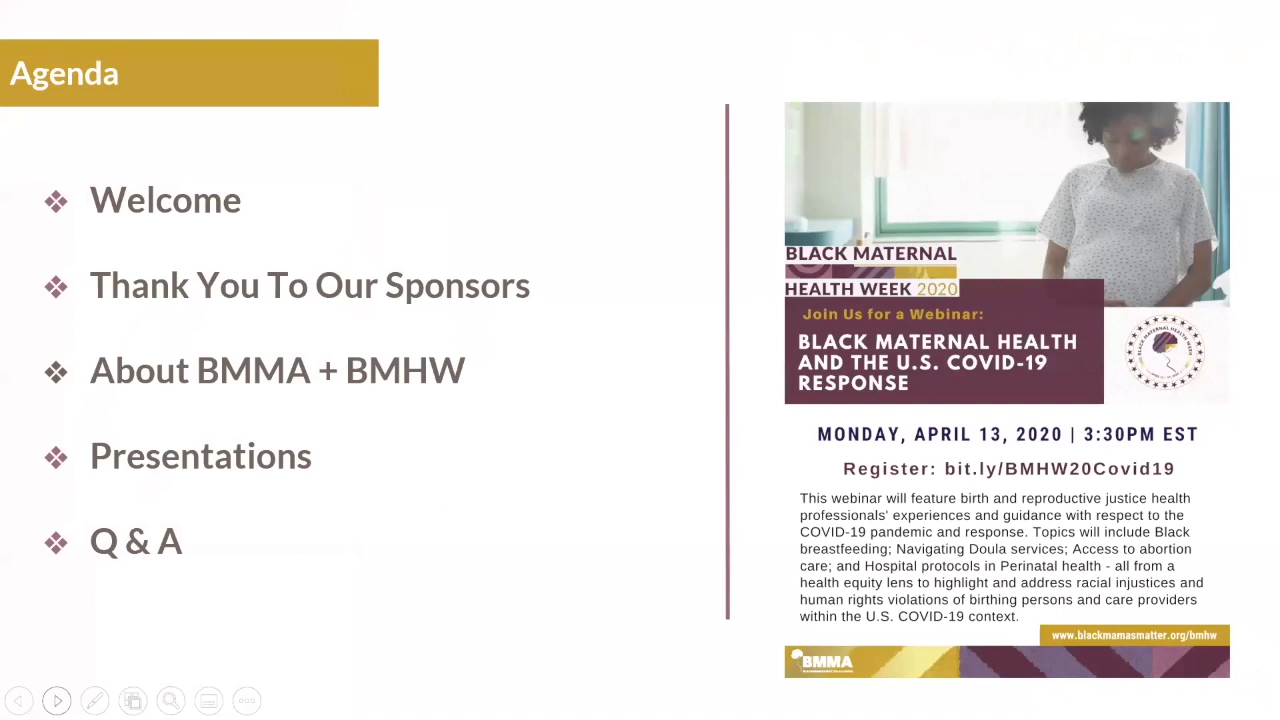 Agenda
Welcome
Thank You To Our Sponsors
About BMMA + BMHW
Presentations
Q & A
BLACK MATERNAL
HEALTH WEEK 2020
Join Us for a Webinar:
BLACK MATERNAL HEALTH
AND THE U.S. COVID-19
RESPONSE
BLACK MATERNAL HEALTH WEEK
MONDAY, APRIL 13, 2020 | 3:30PM EST
Register: bit.ly/BMHW20Covid19
This webinar will feature birth and reproductive justice health
professionals' experiences and guidance with respect to the
COVID-19 pandemic and response. Topics will include Black
breastfeeding; Navigating Doula services; Access to abortion
care; and Hospital protocols in Perinatal health - all from a
health equity lens to highlight and address racial injustices and
human rights violations of birthing persons and care providers
within the U.S. COVID-19 context.
www.blackmamasmatter.org/bmhw
BMMA